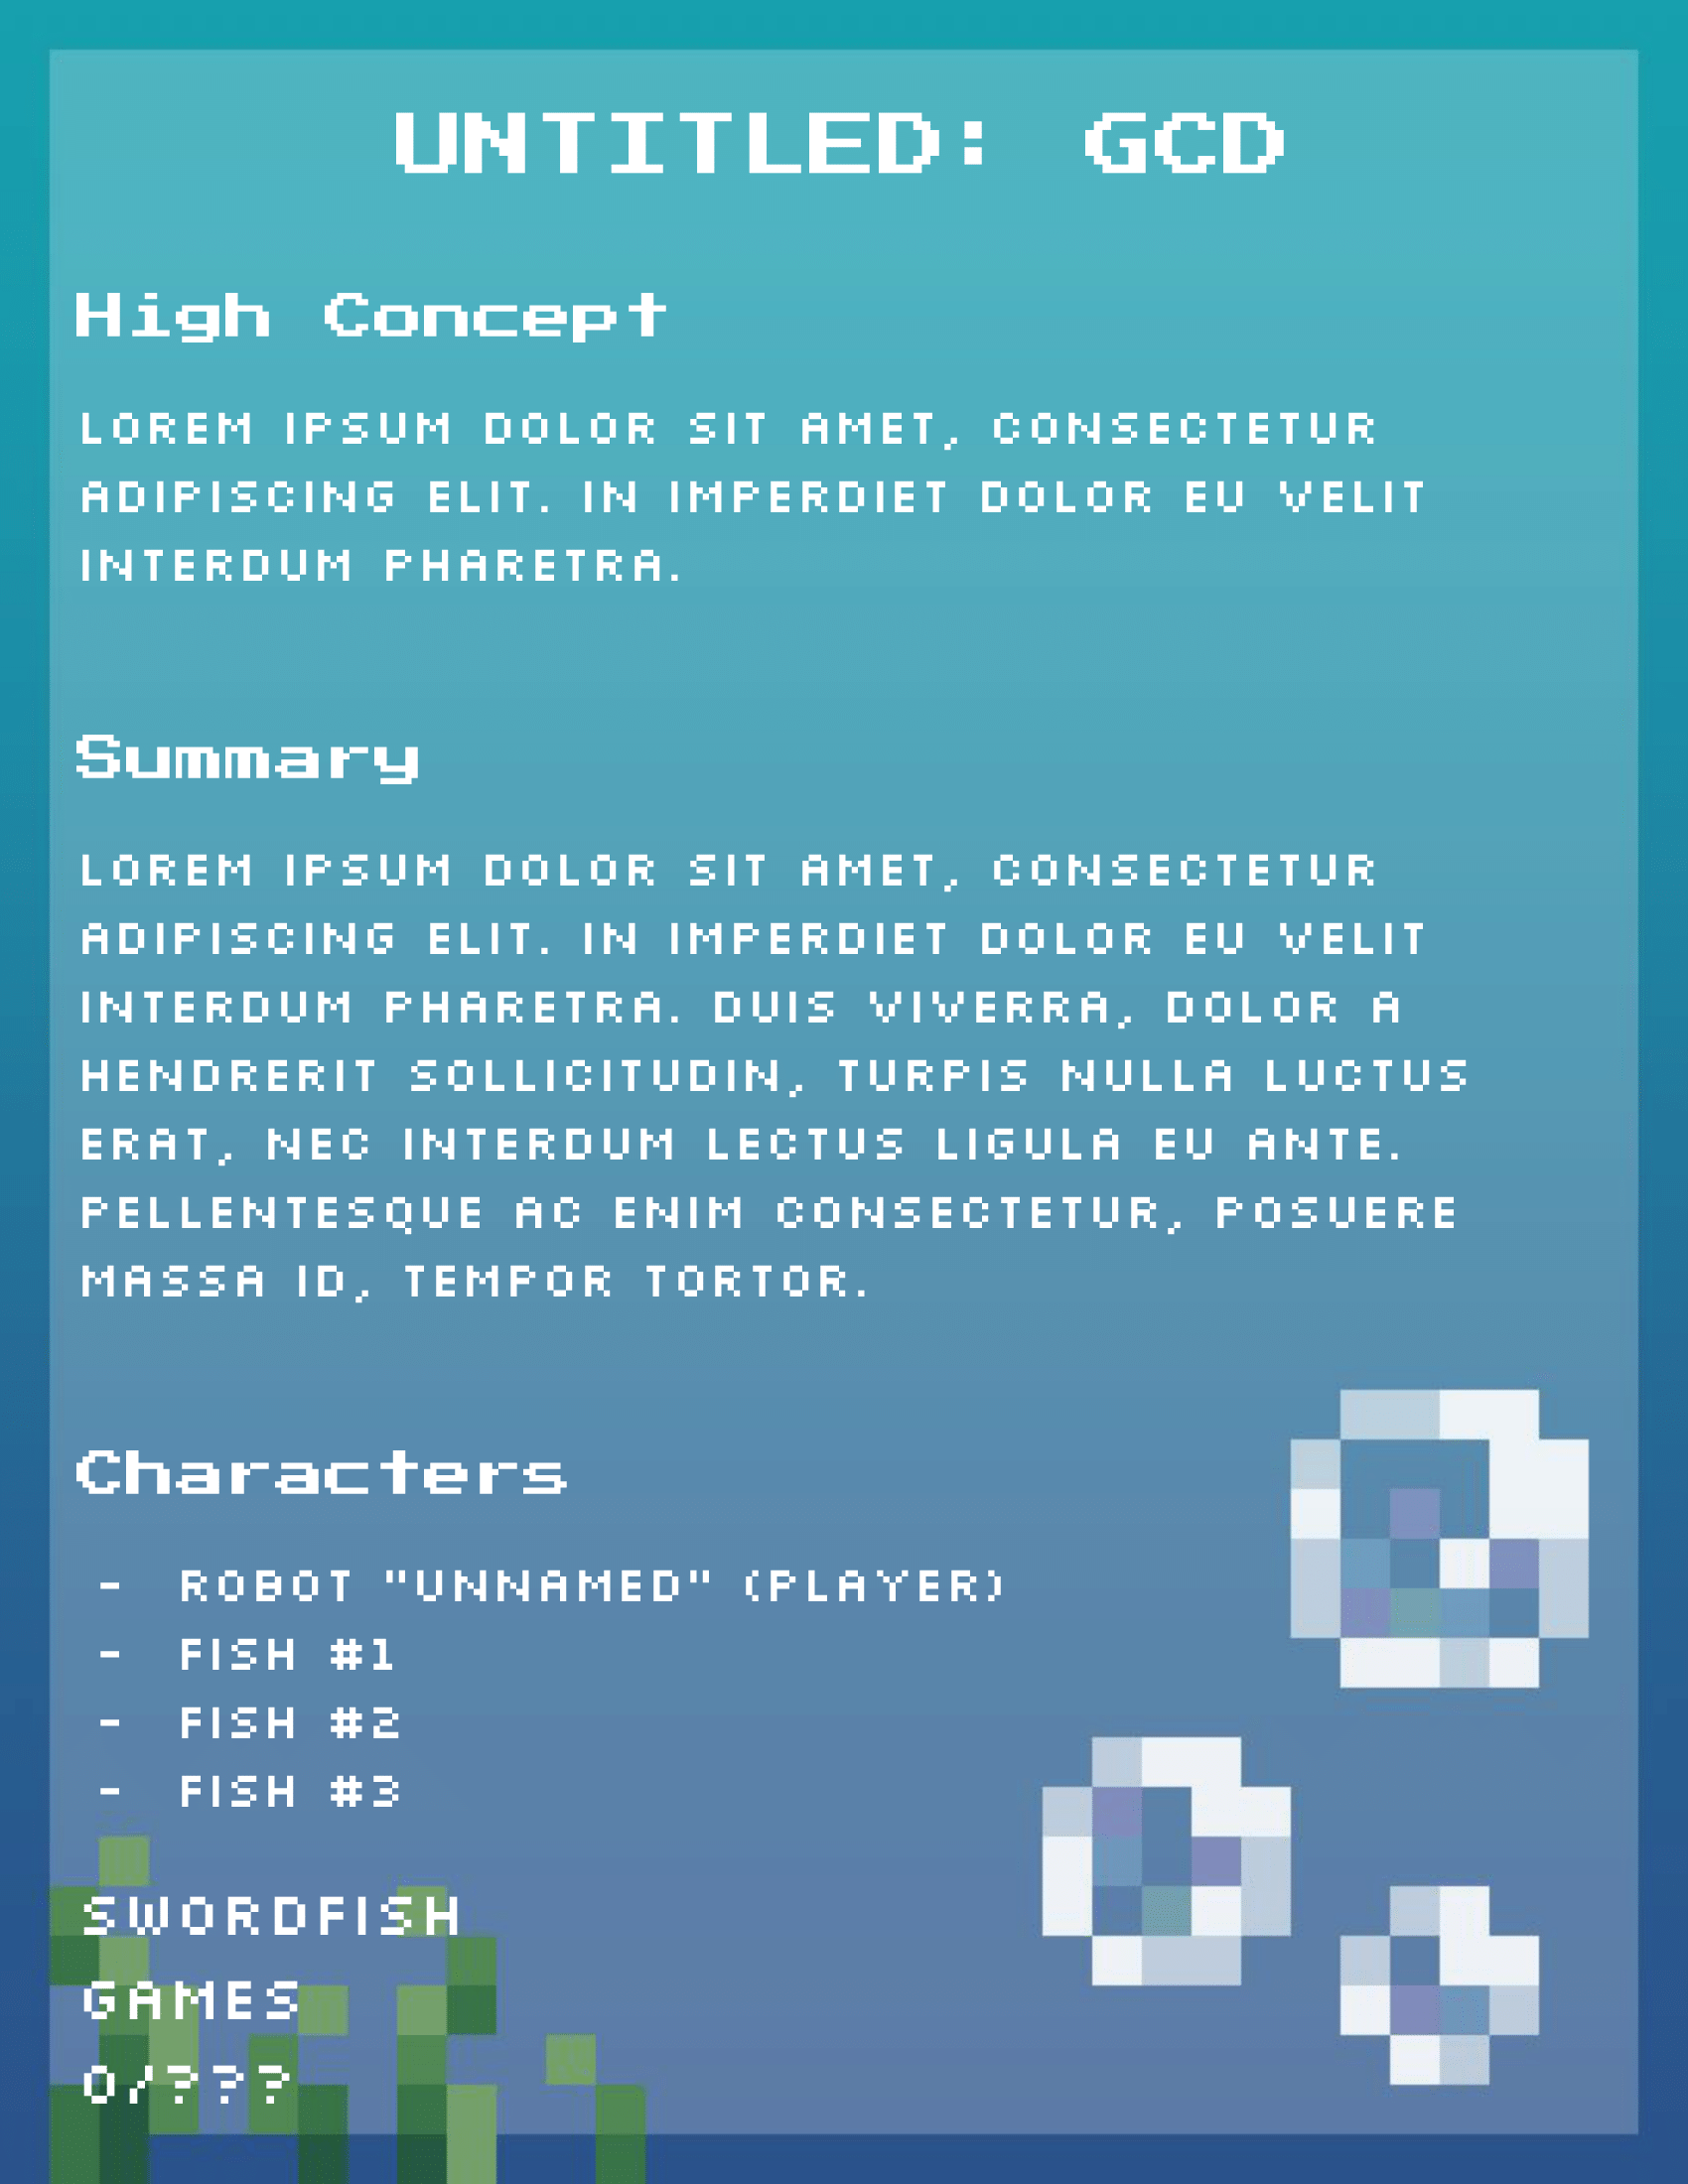 UNTITLED: GCD
High Concept
LOREM IPSUM DOLOR SIT AMET, CONSECTETUR
ADIPISCING ELIT. IN IMPERDIET DOLOR EU VELIT
INTERDUM PHARETRA.
Summary
LOREM IPSUM DOLOR SIT AMET, CONSECTETUR
ADIPISCING ELIT. IN IMPERDIET DOLOR EU VELIT
INTERDUM PHARETRA. DUIS VIVERRA, DOLOR A
HENDRERIT SOLLICITUDIN, TURPIS NULLA LUCTUS
ERAT, NEC INTERDUM LECTUS LIGULA EU ANTE.
PELLENTESQUE AC ENIM CONSECTETUR, POSUERE
MASSA ID, TEMPOR TORTOR.
Characters
- ROBOT "UNNAMED" (PLAYER)
- FISH #1
- FISH #2
- FISH #3
SWORDFISH
GAMES
0/???